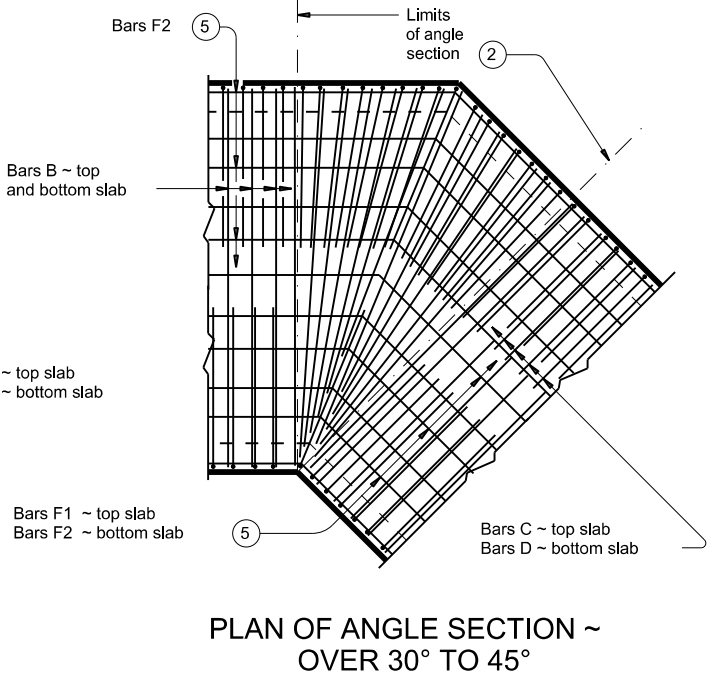 Bars F2
5
Limits
of angle
section
2
Bars B ~ top
and bottom slab
~ top slab
~ bottom slab
Bars F1 ~ top slab
Bars F2 ~ bottom slab
5
Bars C ~ top slab
Bars D ~ bottom slab
PLAN OF ANGLE SECTION ~
OVER 30° TO 45°